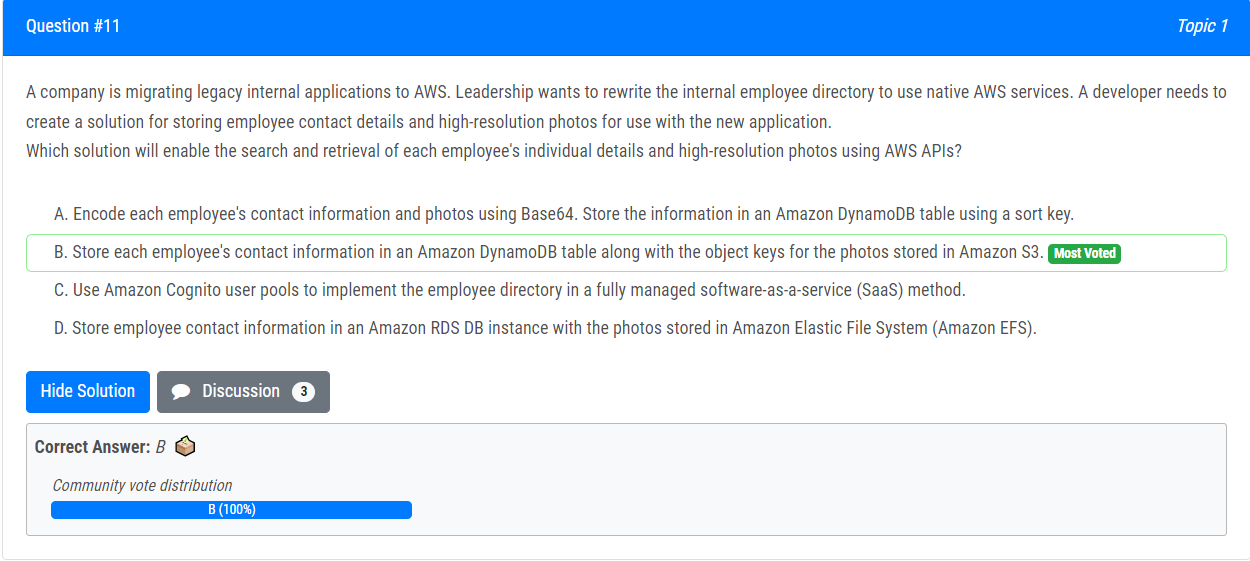 Question #11
Topic 1
A company is migrating legacy internal applications to AWS. Leadership wants to rewrite the internal employee directory to use native AWS services. A developer needs to
create a solution for storing employee contact details and high-resolution photos for use with the new application.
Which solution will enable the search and retrieval of each employee's individual details and high-resolution photos using AWS APIs?
A. Encode each employee's contact information and photos using Base64. Store the information in an Amazon DynamoDB table using a sort key.
B. Store each employee's contact information in an Amazon DynamoDB table along with the object keys for the photos stored in Amazon S3. Most Voted
C. Use Amazon Cognito user pools to implement the employee directory in a fully managed software-as-a-service (SaaS) method.
D. Store employee contact information in an Amazon RDS DB instance with the photos stored in Amazon Elastic File System (Amazon EFS).
Hide Solution
Discussion 3
Correct Answer: B
Community vote distribution
B (100%)